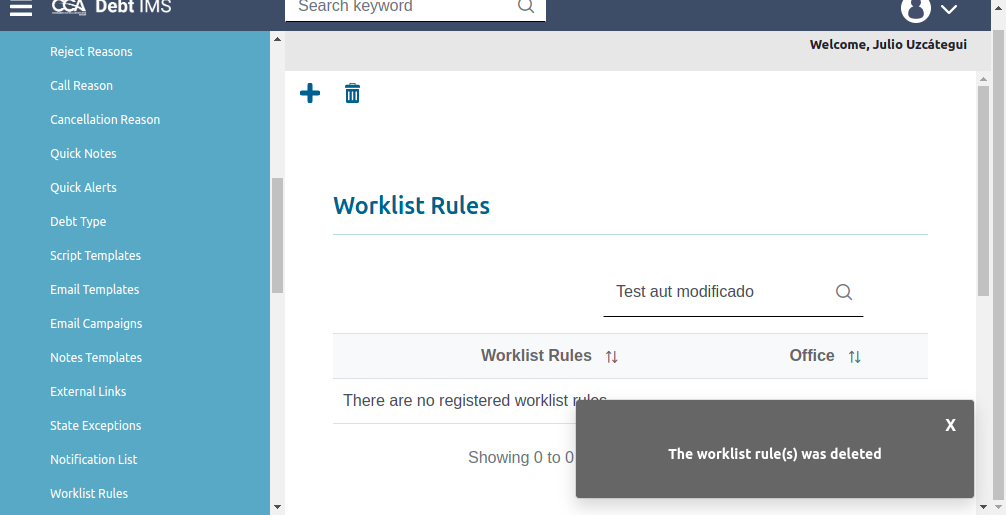 CCA Debt IMS
Search keyword
Welcome, Julio Uzcátegui
Reject Reasons
Call Reason
Cancellation Reason
Quick Notes
Quick Alerts
Debt Type
Script Templates
Email Templates
Email Campaigns
Notes Templates
External Links
State Exceptions
Notification List
Worklist Rules
Worklist Rules
Test aut modificado
Worklist Rules Office
There are no registered worklist rules
Showing 0 to 0
X
The worklist rule(s) was deleted